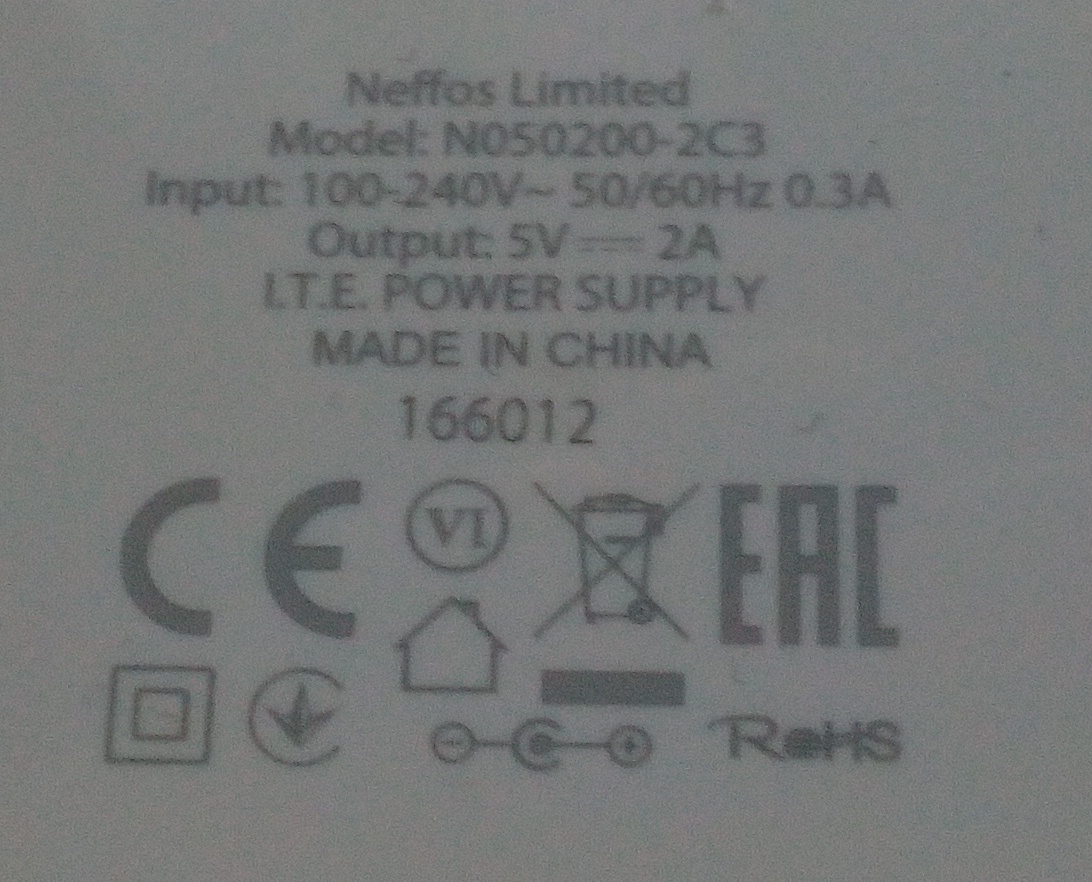 Neffos Limited
Model: N050200-2C3
Input: 100-240V~ 50/60Hz 0.3A
Output: 5V⎓2A
I.T.E. POWER SUPPLY
MADE IN CHINA
166012
CE VI EAC
RoHS